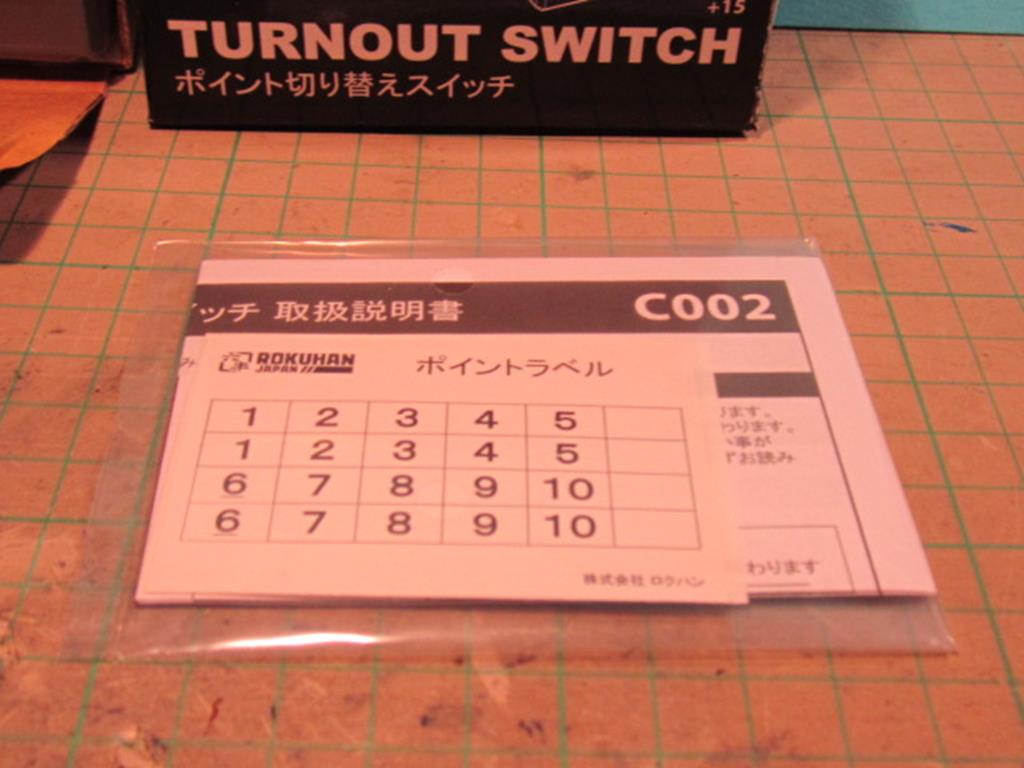 +15
TURNOUT SWITCH
ポイント切り替えスイッチ
ッチ 取扱説明書 C002
ROKUHAN
JAPAN
ポイントラベル
1 2 3 4 5
1 2 3 4 5
6 7 8 9 10
6 7 8 9 10
株式会社 ロクハン
ります。
わります。
い事が
ずお読み
わります